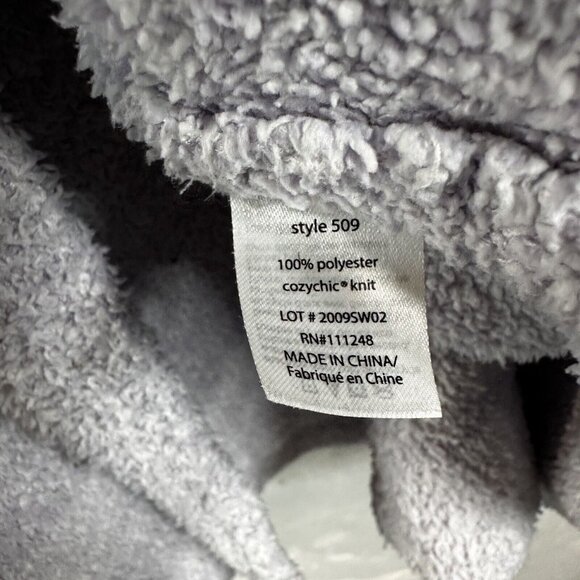 style 509
100% polyester
cozychic® knit
LOT # 2009SW02
RN#111248
MADE IN CHINA/
Fabriqué en Chine